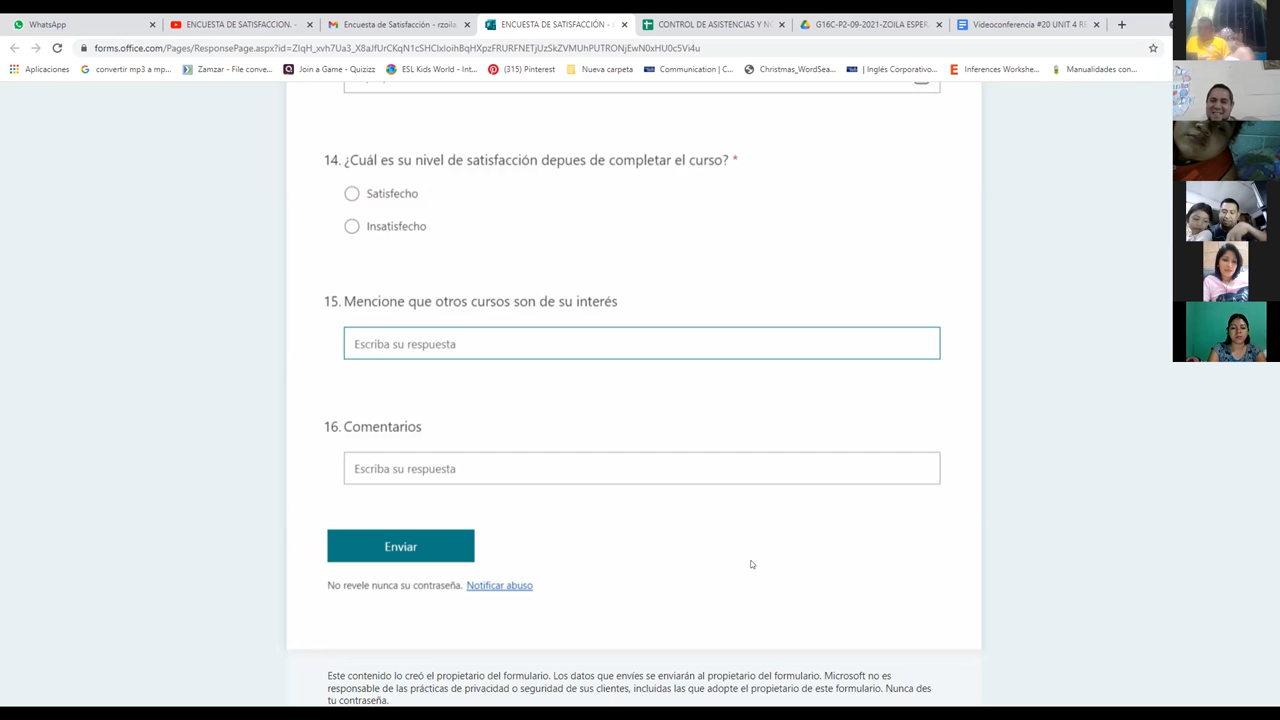 WhatsApp
ENCUESTA DE SATISFACCION. -
Encuesta de Satisfacción - rzoila
ENCUESTA DE SATISFACCIÓN -
CONTROL DE ASISTENCIAS Y N
G16C-P2-09-2021-ZOILA ESPER
Videoconferencia #20 UNIT 4 R
forms.office.com/Pages/ResponsePage.aspx?id=ZIqH_xvh7Ua3_X8aJfUrCKqN1cSHCIxIoihBqHXpzFRURFNETjUzSkZVMUhPUTRONjEwN0xHU0c5Vi4u
Aplicaciones
convertir mp3 a mp...
Zamzar - File conve...
Join a Game - Quizizz
ESL Kids World - Int...
(315) Pinterest
Nueva carpeta
Communication | C...
Christmas_WordSea...
| Inglés Corporativo...
Inferences Workshe...
Manualidades con...
14. ¿Cuál es su nivel de satisfacción depues de completar el curso? *
Satisfecho
Insatisfecho
15. Mencione que otros cursos son de su interés
Escriba su respuesta
16. Comentarios
Escriba su respuesta
Enviar
No revele nunca su contraseña. Notificar abuso
Este contenido lo creó el propietario del formulario. Los datos que envíes se enviarán al propietario del formulario. Microsoft no es
responsable de las prácticas de privacidad o seguridad de sus clientes, incluidas las que adopte el propietario de este formulario. Nunca des
tu contraseña.